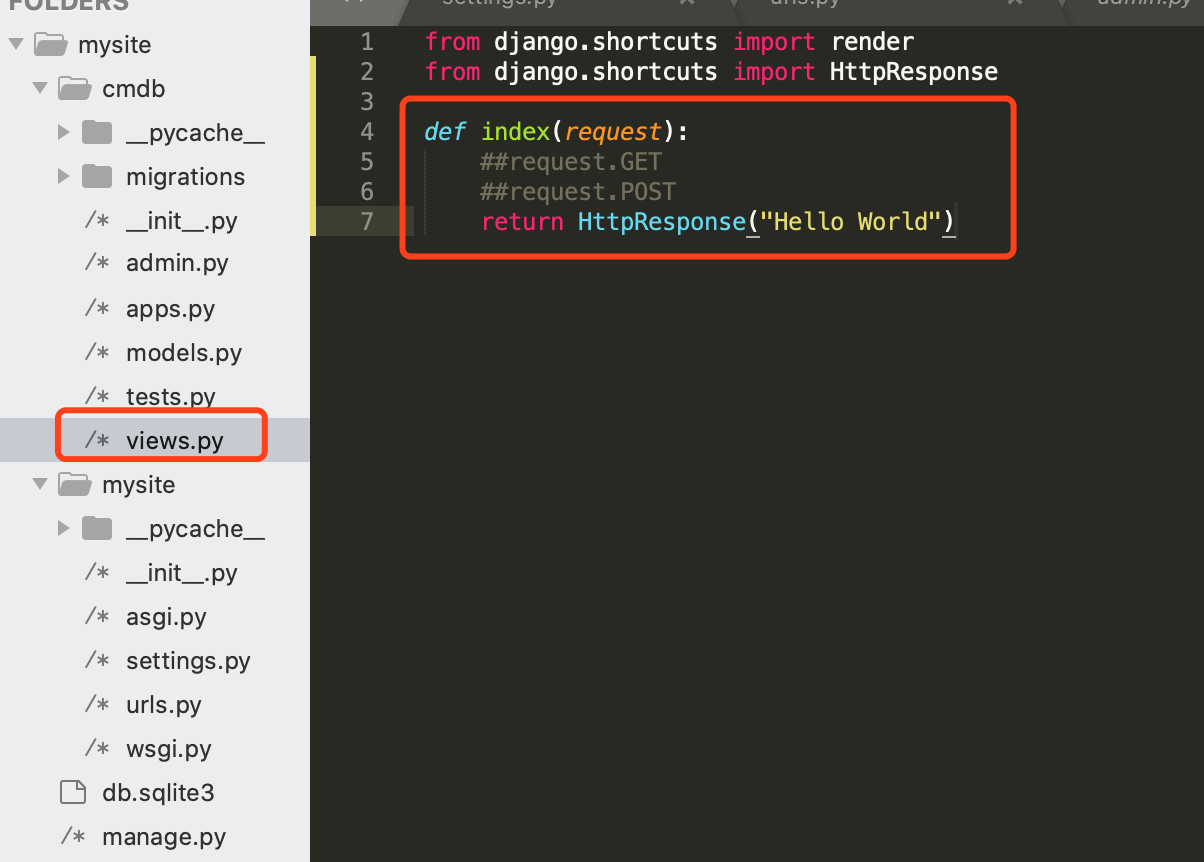 FOLDERS
mysite
cmdb
__pycache__
migrations
/* __init__.py
/* admin.py
/* apps.py
/* models.py
/* tests.py
/* views.py
mysite
__pycache__
/* __init__.py
/* asgi.py
/* settings.py
/* urls.py
/* wsgi.py
db.sqlite3
/* manage.py
settings.py × urls.py × admin.py
1 from django.shortcuts import render
2 from django.shortcuts import HttpResponse
3
4 def index(request):
5     ##request.GET
6     ##request.POST
7     return HttpResponse("Hello World")